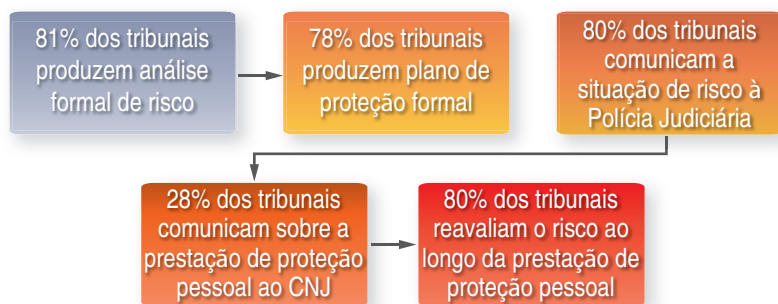 81% dos tribunais
produzem análise
formal de risco
78% dos tribunais
produzem plano de
proteção formal
80% dos tribunais
comunicam a
situação de risco à
Polícia Judiciária
28% dos tribunais
comunicam sobre a
prestação de proteção
pessoal ao CNJ
80% dos tribunais
reavaliam o risco ao
longo da prestação de
proteção pessoal